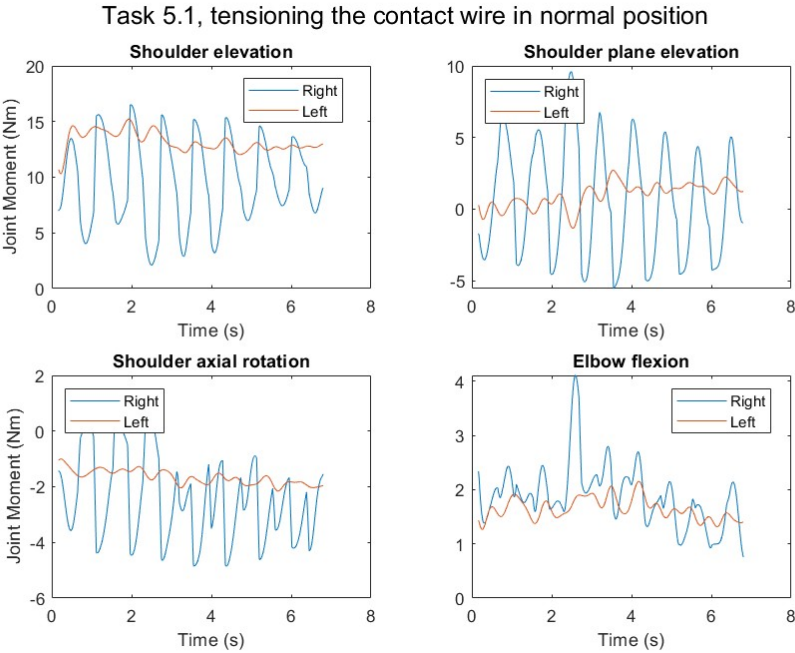 Task 5.1, tensioning the contact wire in normal position
Shoulder elevation
Joint Moment (Nm)
20
15
10
5
0
Right
Left
0 2 4 6 8
Time (s)
Shoulder plane elevation
10
5
0
-5
Right
Left
0 2 4 6 8
Time (s)
Shoulder axial rotation
Joint Moment (Nm)
2
0
-2
-4
-6
Right
Left
0 2 4 6 8
Time (s)
Elbow flexion
4
3
2
1
0
Right
Left
0 2 4 6 8
Time (s)